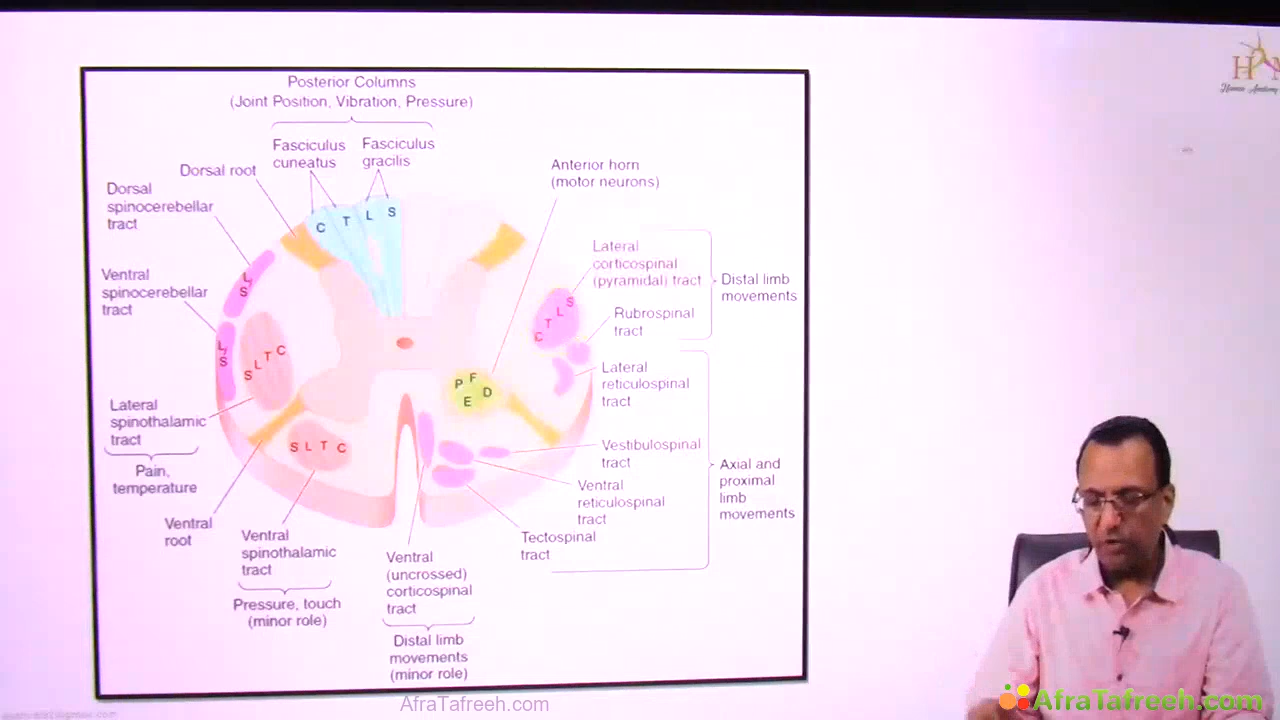 Posterior Columns
(Joint Position, Vibration, Pressure)
Fasciculus
cuneatus
Fasciculus
gracilis
Dorsal root
Dorsal
spinocerebellar
tract
Ventral
spinocerebellar
tract
Anterior horn
(motor neurons)
C T L S
L
S
L
S
S L T C
S L T C
Lateral
spinothalamic
tract
Pain,
temperature
Ventral
root
Ventral
spinothalamic
tract
Pressure, touch
(minor role)
Ventral
(uncrossed)
corticospinal
tract
Distal limb
movements
(minor role)
P F D E
C T L S
Lateral
corticospinal
(pyramidal) tract
Rubrospinal
tract
Distal limb
movements
Lateral
reticulospinal
tract
Vestibulospinal
tract
Ventral
reticulospinal
tract
Tectospinal
tract
Axial and
proximal
limb
movements
Human Anatomy
AfraTafreeh.com
AfraTafreeh.com